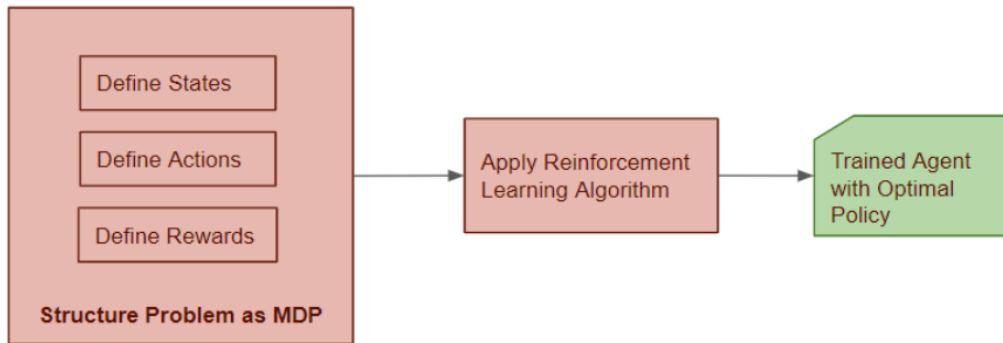 Define States
Define Actions
Define Rewards
Structure Problem as MDP
Apply Reinforcement
Learning Algorithm
Trained Agent
with Optimal
Policy